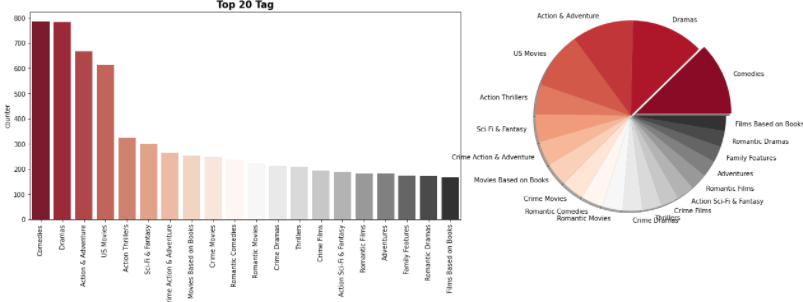 Top 20 Tag
counter
800
700
600
500
400
300
200
100
0
Comedies
Dramas
Action & Adventure
US Movies
Action Thrillers
Sci-Fi & Fantasy
rime Action & Adventure
Movies Based on Books
Crime Movies
Romantic Comedies
Romantic Movies
Crime Dramas
Thrillers
Crime Films
Action Sci-Fi & Fantasy
Romantic Films
Adventures
Family Features
Romantic Dramas
Films Based on Books
Comedies
Dramas
Action & Adventure
US Movies
Action Thrillers
Sci-Fi & Fantasy
Crime Action & Adventure
Movies Based on Books
Crime Movies
Romantic Comedies
Romantic Movies
Crime Dramas
Thrillers
Crime Films
Action Sci-Fi & Fantasy
Romantic Films
Adventures
Family Features
Romantic Dramas
Films Based on Books